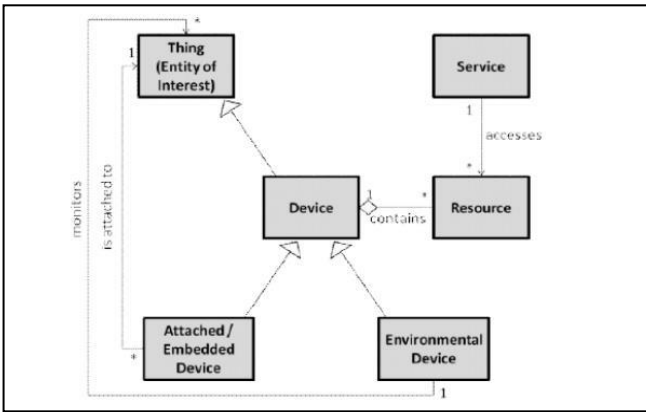 *
1
Thing
(Entity of
Interest)
Service
1
accesses
*
monitors
is attached to
Device
1
*
contains
Resource
Attached /
Embedded
Device
*
Environmental
Device
1